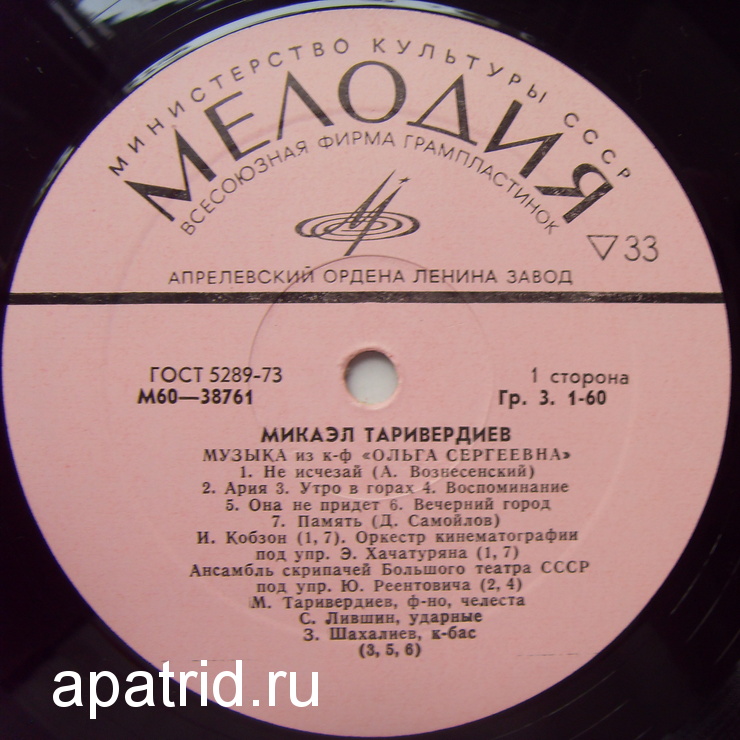 МИНИСТЕРСТВО КУЛЬТУРЫ СССР
МЕЛОДИЯ
ВСЕСОЮЗНАЯ ФИРМА ГРАМПЛАСТИНОК
▽ 33
АПРЕЛЕВСКИЙ ОРДЕНА ЛЕНИНА ЗАВОД
ГОСТ 5289-73
1 сторона
М60—38761
Гр. 3. 1-60
МИКАЭЛ ТАРИВЕРДИЕВ
МУЗЫКА из к-ф «ОЛЬГА СЕРГЕЕВНА»
1. Не исчезай (А. Вознесенский)
2. Ария 3. Утро в горах 4. Воспоминание
5. Она не придет 6. Вечерний город
7. Память (Д. Самойлов)
И. Кобзон (1, 7). Оркестр кинематографии
под упр. Э. Хачатуряна (1, 7)
Ансамбль скрипачей Большого театра СССР
под упр. Ю. Реентовича (2, 4)
М. Таривердиев, ф-но, челеста
С. Лившин, ударные
З. Шахалиев, к-бас
(3, 5, 6)
apatrid.ru